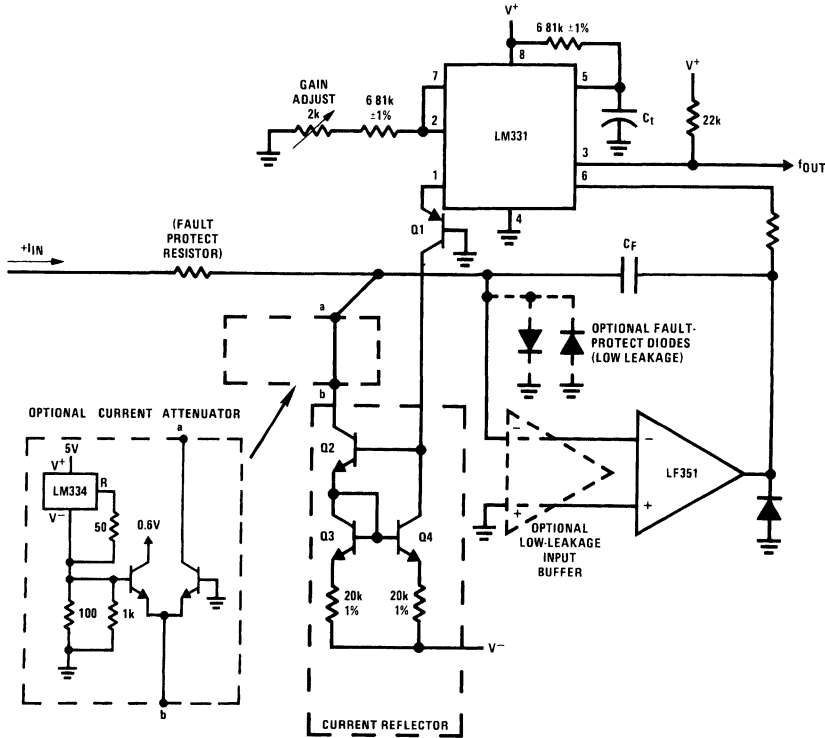 V+
6 81k ±1%
8
7
5
V+
GAIN
ADJUST
2k
6 81k
±1%
2
LM331
Ct
22k
3
fOUT
1
6
4
Q1
(FAULT
PROTECT
RESISTOR)
+IIN
CF
a
OPTIONAL FAULT-
PROTECT DIODES
(LOW LEAKAGE)
b
OPTIONAL CURRENT ATTENUATOR
a
5V
V+
LM334
R
V−
50
0.6V
100
1k
b
Q2
Q3
Q4
20k
1%
20k
1%
V−
CURRENT REFLECTOR
−
+
−
LF351
+
OPTIONAL
LOW-LEAKAGE
INPUT
BUFFER